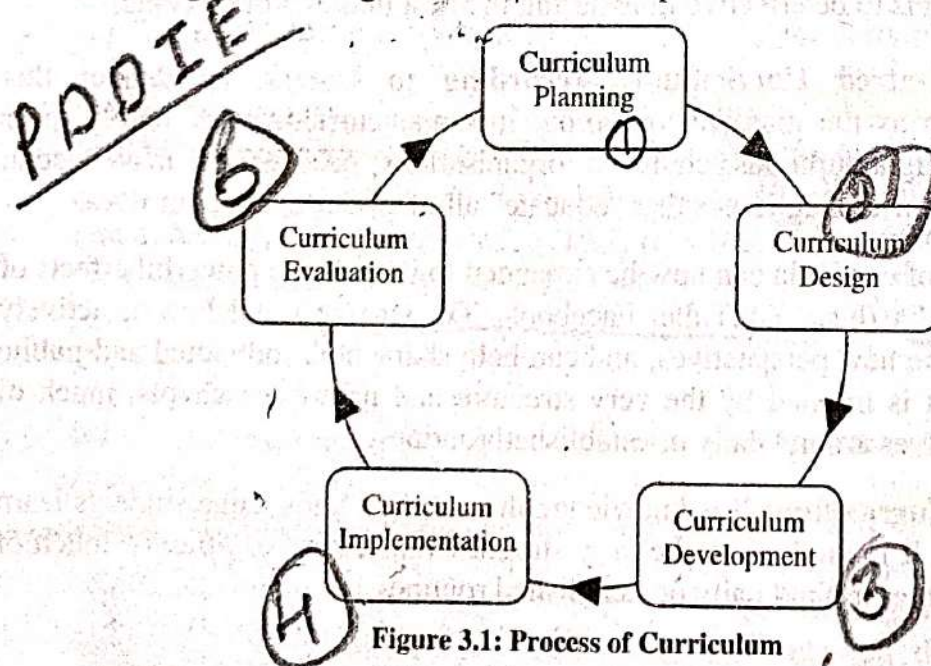 PDDIE
Curriculum
Planning
1
2
Curriculum
Design
6
Curriculum
Evaluation
Curriculum
Implementation
4
Curriculum
Development
3
Figure 3.1: Process of Curriculum